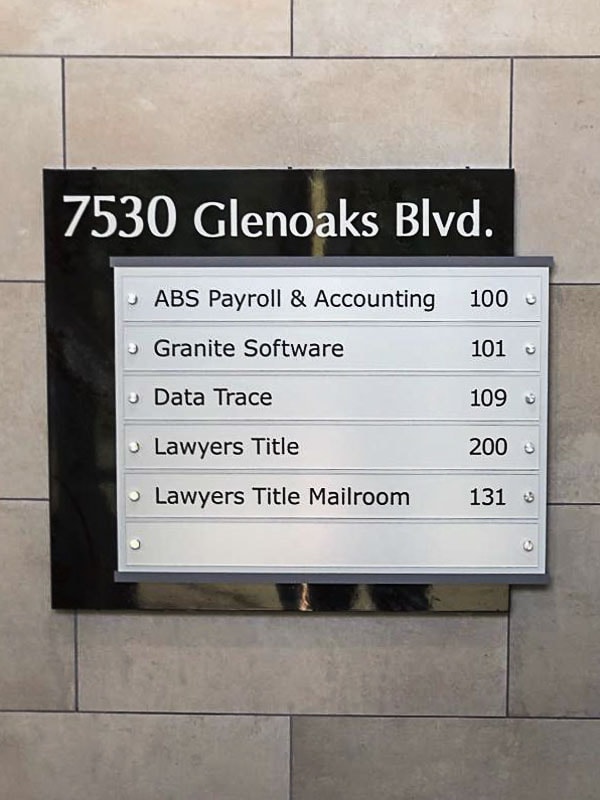 7530 Glenoaks Blvd.
ABS Payroll & Accounting 100
Granite Software 101
Data Trace 109
Lawyers Title 200
Lawyers Title Mailroom 131